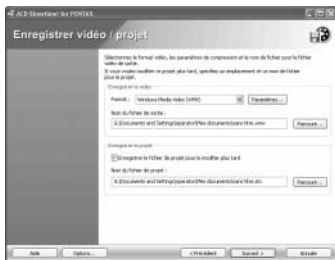 ACD Showtime! for PENTAX
Enregistrer vidéo / projet
Sélectionnez le format vidéo, les paramètres de compression et le nom de fichier pour le fichier
vidéo de sortie.
Si vous voulez modifier ce projet plus tard, spécifiez un emplacement et un nom de fichier
pour le projet.
Enregistrer la vidéo
Format : Windows Media Video (WMV) Paramètres...
Nom du fichier de sortie :
Parcourir...
Enregistrer le projet
Enregistrer le fichier de projet pour le modifier plus tard
Nom du fichier de projet :
Parcourir...
Aide Options... < Précédent Suivant > Annuler